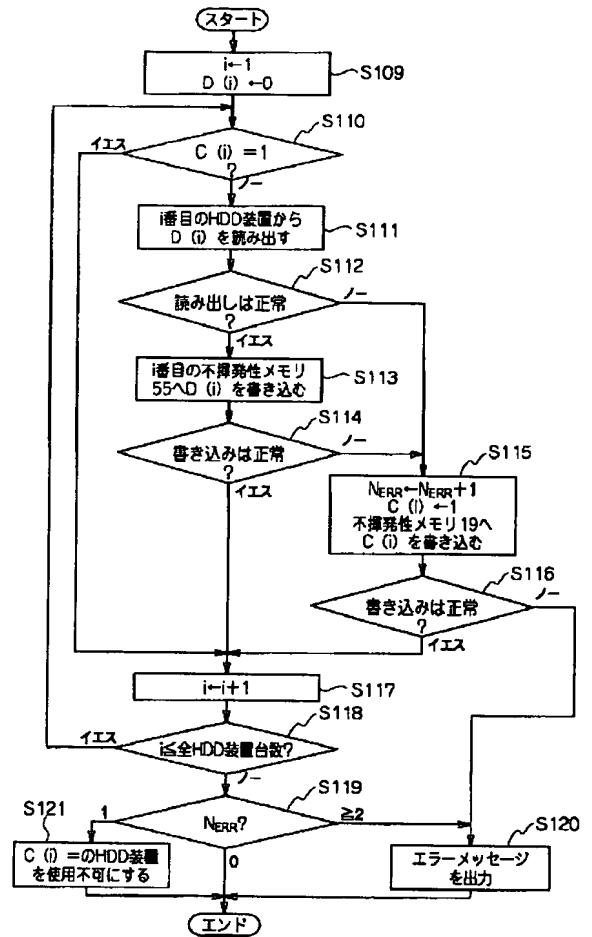 スタート
i←1
D (i) ←0
S109
S110
イエス
C (i) = 1
?
ノー
i番目のHDD装置から
D (i) を読み出す
S111
S112
読み出しは正常
?
ノー
イエス
i番目の不揮発性メモリ
55へD (i) を書き込む
S113
S114
書き込みは正常
?
ノー
イエス
S115
NERR←NERR+1
C (i) ←1
不揮発性メモリ19へ
C (i) を書き込む
S116
書き込みは正常
?
ノー
イエス
i←i+1
S117
S118
イエス
i≦全HDD装置台数?
ノー
S119
NERR?
1
≧2
0
S121
C (i) =のHDD装置
を使用不可にする
S120
エラーメッセージ
を出力
エンド